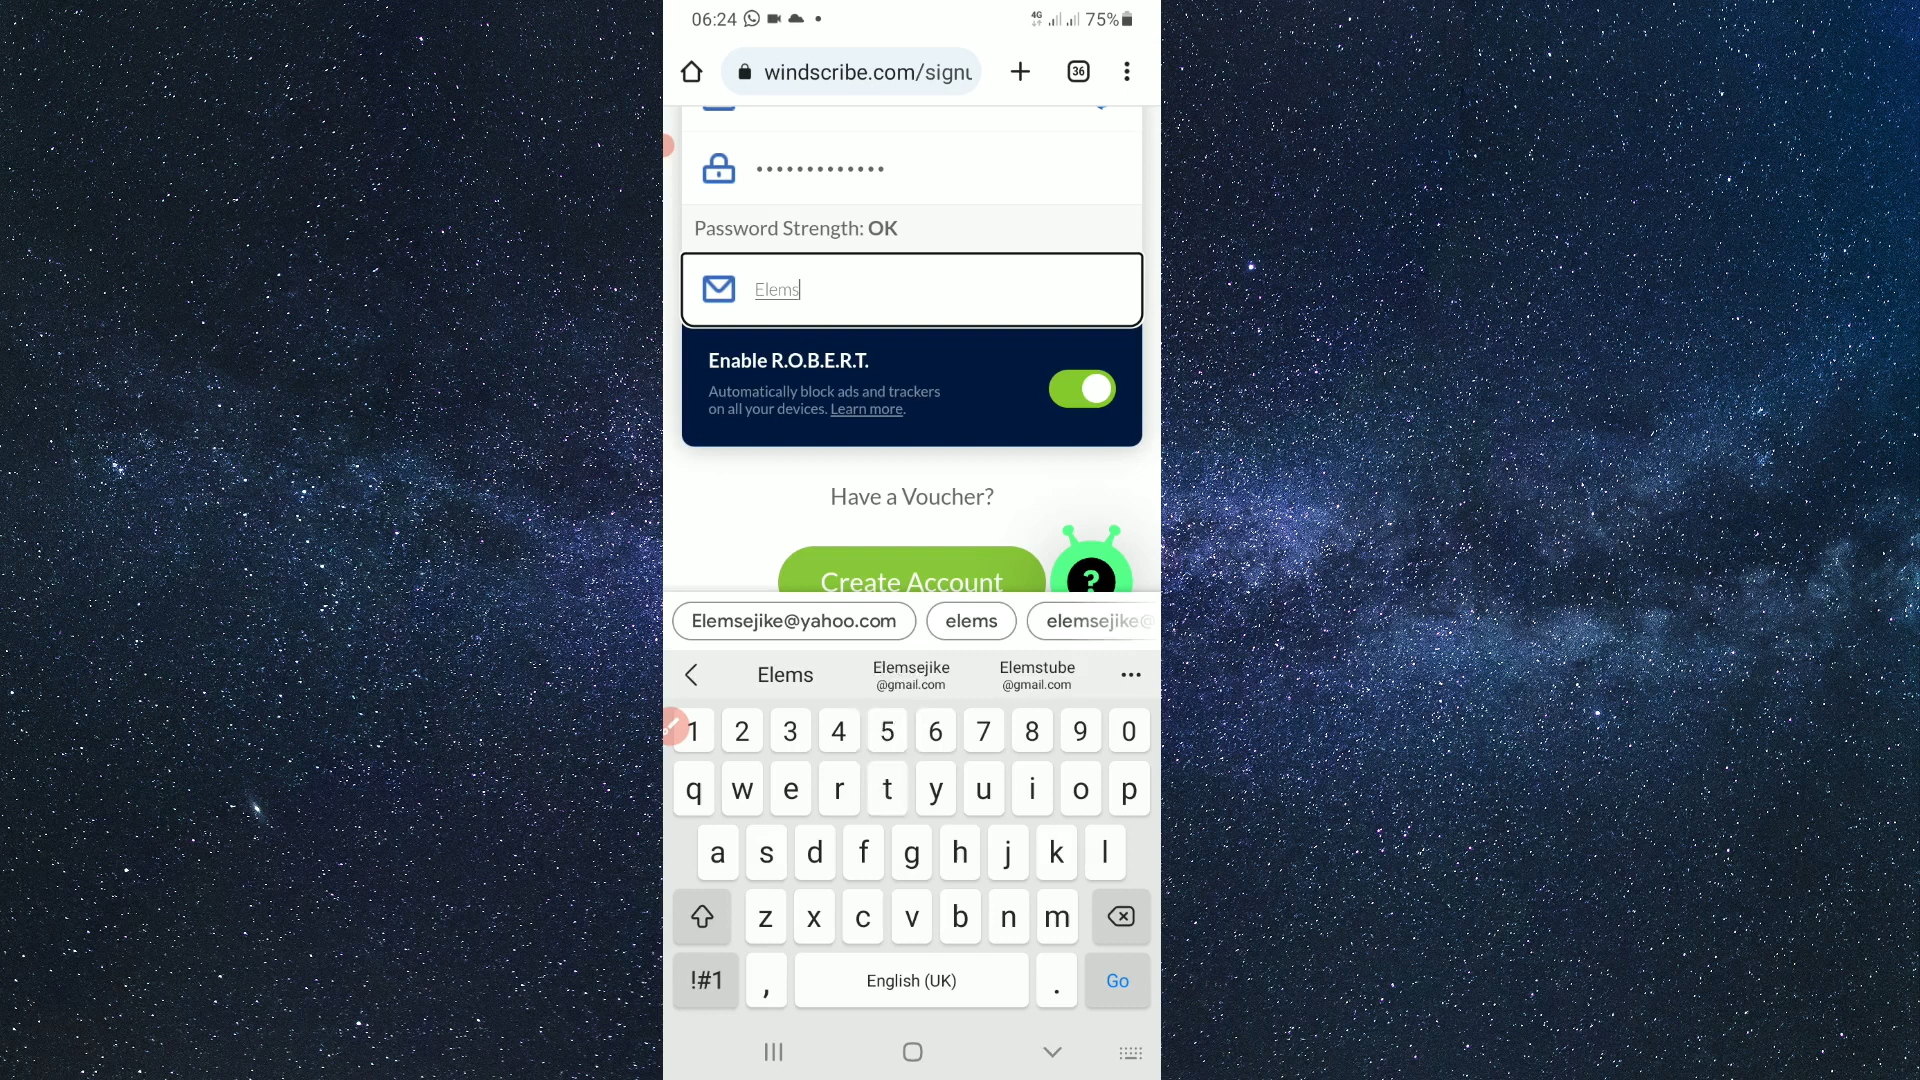 06:24
4G 75%
windscribe.com/signu
36
Password Strength: OK
Elems
Enable R.O.B.E.R.T.
Automatically block ads and trackers
on all your devices. Learn more.
Have a Voucher?
Create Account
?
Elemsejike@yahoo.com elems elemsejike@
Elems Elemsejike @gmail.com Elemstube @gmail.com
1 2 3 4 5 6 7 8 9 0
q w e r t y u i o p
a s d f g h j k l
z x c v b n m
!#1 , English (UK) . Go